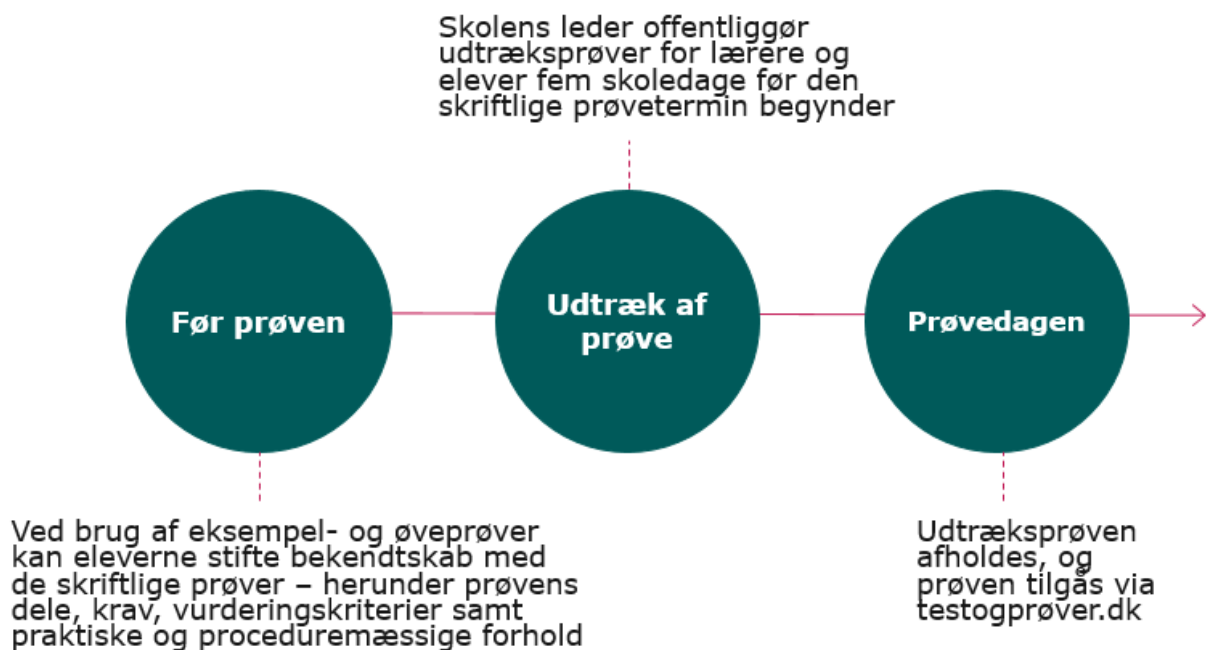 Skolens leder offentliggør
udtræksprøver for lærere og
elever fem skoledage før den
skriftlige prøvetermin begynder
Før prøven
Udtræk af
prøve
Prøvedagen
Ved brug af eksempel- og øveprøver
kan eleverne stifte bekendtskab med
de skriftlige prøver – herunder prøvens
dele, krav, vurderingskriterier samt
praktiske og proceduremæssige forhold
Udtræksprøven
afholdes, og
prøven tilgås via
testogprøver.dk